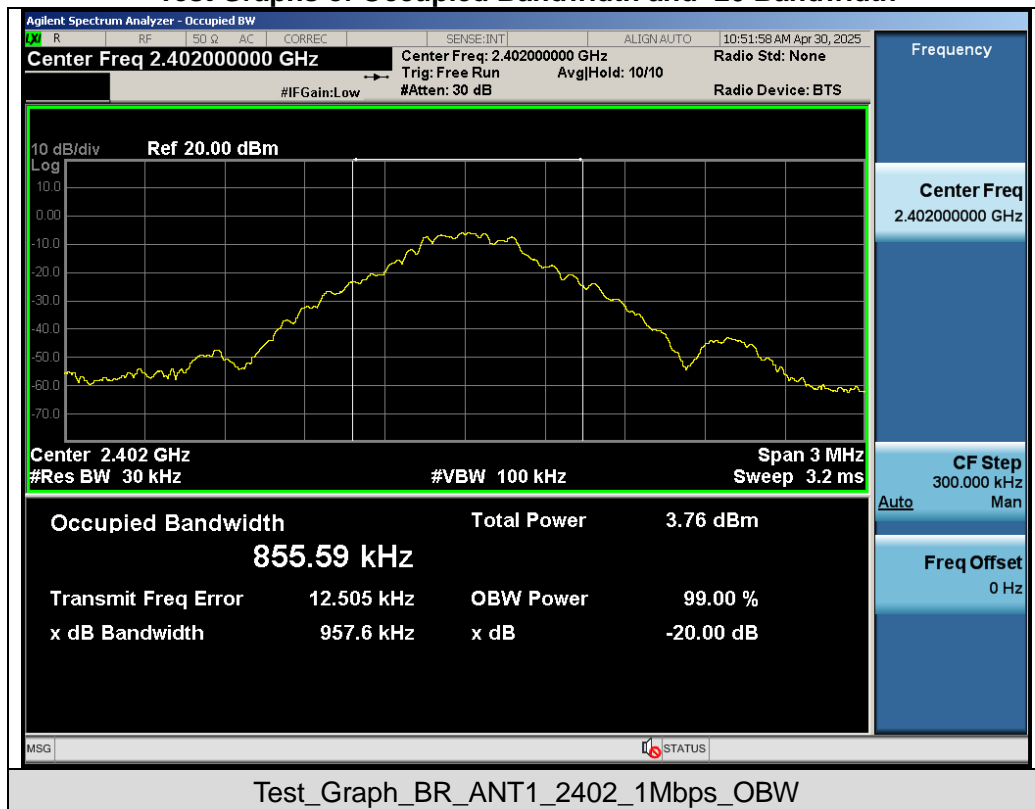 Agilent Spectrum Analyzer - Occupied BW
LXI R RF 50 Ω AC CORREC SENSE:INT ALIGN AUTO 10:51:58 AM Apr 30, 2025
Center Freq 2.402000000 GHz Center Freq: 2.402000000 GHz Radio Std: None
Trig: Free Run Avg|Hold: 10/10
#IFGain:Low #Atten: 30 dB Radio Device: BTS
Frequency
10 dB/div Ref 20.00 dBm
Log
10.0
0.00
-10.0
-20.0
-30.0
-40.0
-50.0
-60.0
-70.0
Center 2.402 GHz Span 3 MHz
#Res BW 30 kHz #VBW 100 kHz Sweep 3.2 ms
Center Freq
2.402000000 GHz
CF Step
300.000 kHz
Auto Man
Freq Offset
0 Hz
Occupied Bandwidth Total Power 3.76 dBm
855.59 kHz
Transmit Freq Error 12.505 kHz OBW Power 99.00 %
x dB Bandwidth 957.6 kHz x dB -20.00 dB
MSG STATUS
Test_Graph_BR_ANT1_2402_1Mbps_OBW